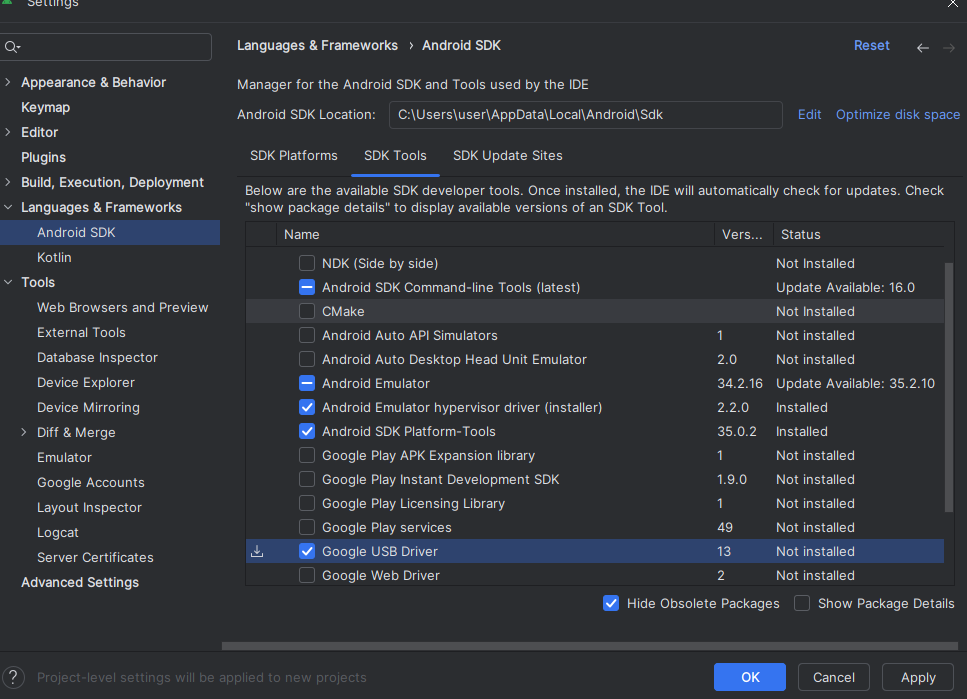 Settings
Languages & Frameworks › Android SDK
Reset
Appearance & Behavior
Keymap
Editor
Plugins
Build, Execution, Deployment
Languages & Frameworks
Android SDK
Kotlin
Tools
Web Browsers and Preview
External Tools
Database Inspector
Device Explorer
Device Mirroring
Diff & Merge
Emulator
Google Accounts
Layout Inspector
Logcat
Server Certificates
Advanced Settings
Manager for the Android SDK and Tools used by the IDE
Android SDK Location: C:\Users\user\AppData\Local\Android\Sdk Edit Optimize disk space
SDK Platforms SDK Tools SDK Update Sites
Below are the available SDK developer tools. Once installed, the IDE will automatically check for updates. Check
"show package details" to display available versions of an SDK Tool.
Name Vers... Status
NDK (Side by side) Not Installed
Android SDK Command-line Tools (latest) Update Available: 16.0
CMake Not Installed
Android Auto API Simulators 1 Not installed
Android Auto Desktop Head Unit Emulator 2.0 Not installed
Android Emulator 34.2.16 Update Available: 35.2.10
Android Emulator hypervisor driver (installer) 2.2.0 Installed
Android SDK Platform-Tools 35.0.2 Installed
Google Play APK Expansion library 1 Not installed
Google Play Instant Development SDK 1.9.0 Not installed
Google Play Licensing Library 1 Not installed
Google Play services 49 Not installed
Google USB Driver 13 Not installed
Google Web Driver 2 Not installed
Hide Obsolete Packages Show Package Details
? Project-level settings will be applied to new projects
OK Cancel Apply